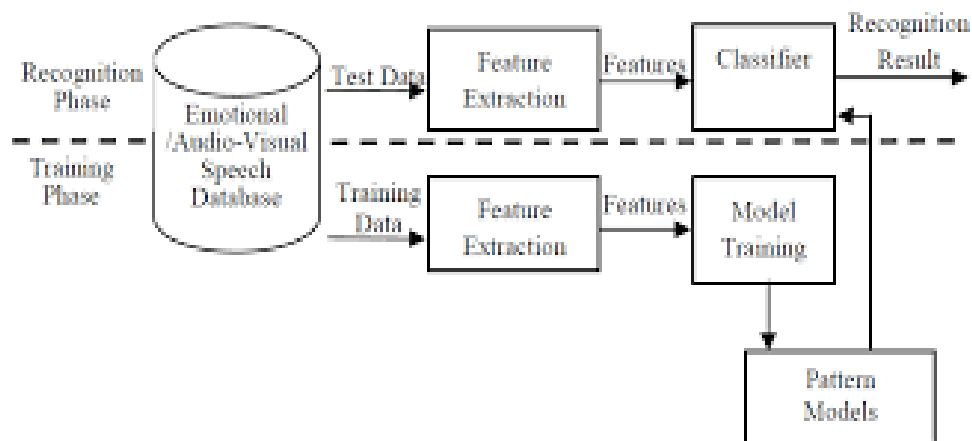 Recognition
Phase
Emotional
/Audio-Visual
Speech
Database
Test Data
Feature
Extraction
Features
Classifier
Recognition
Result
Training
Phase
Training
Data
Feature
Extraction
Features
Model
Training
Pattern
Models